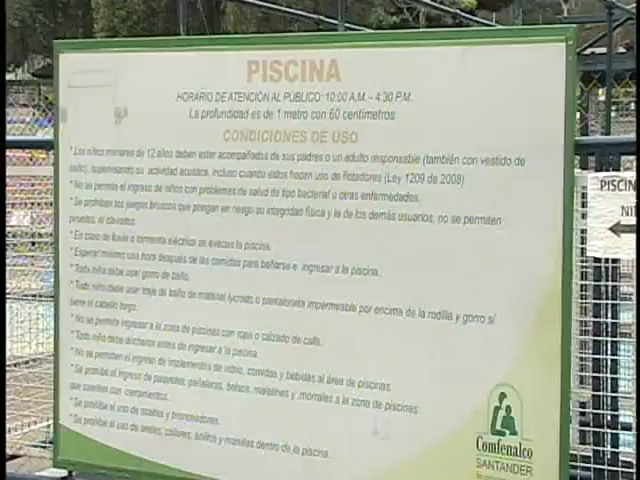 PISCINA
HORARIO DE ATENCIÓN AL PÚBLICO: 10:00 A.M. - 4:30 P.M.
La profundidad es de 1 metro con 60 centímetros
CONDICIONES DE USO
* Los niños menores de 12 años deben estar acompañados de sus padres o un adulto responsable (también con vestido de
baño), supervisando su actividad acuática, incluso cuando estos hacen uso de flotadores (Ley 1209 de 2008)
* No se permite el ingreso de niños con problemas de salud de tipo bacterial u otras enfermedades.
* Se prohíben los juegos bruscos que pongan en riesgo su integridad física y la de los demás usuarios, no se permiten
piruetas, ni clavados.
* En caso de lluvia o tormenta eléctrica se evacua la piscina.
* Esperar mínimo una hora después de las comidas para bañarse e ingresar a la piscina.
* Todo niño debe usar gorro de baño.
* Todo niño debe usar traje de baño de material lycrado o pantaloneta impermeable por encima de la rodilla y gorro si
tiene el cabello largo.
* No se permite ingresar a la zona de piscinas con ropa o calzado de calle.
* Todo niño debe ducharse antes de ingresar a la piscina.
* No se permiten el ingreso de implementos de vidrio, comidas y bebidas al área de piscinas.
* Se prohíbe el ingreso de paquetes, pañaleras, bolsos, maletines y morrales a la zona de piscinas
que cuentan con cerramientos.
* Se prohíbe el uso de aceites y bronceadores.
* Se prohíbe el uso de aretes, collares, anillos y manillas dentro de la piscina.
Comfenalco
SANTANDER
PISCIN
NIÑ